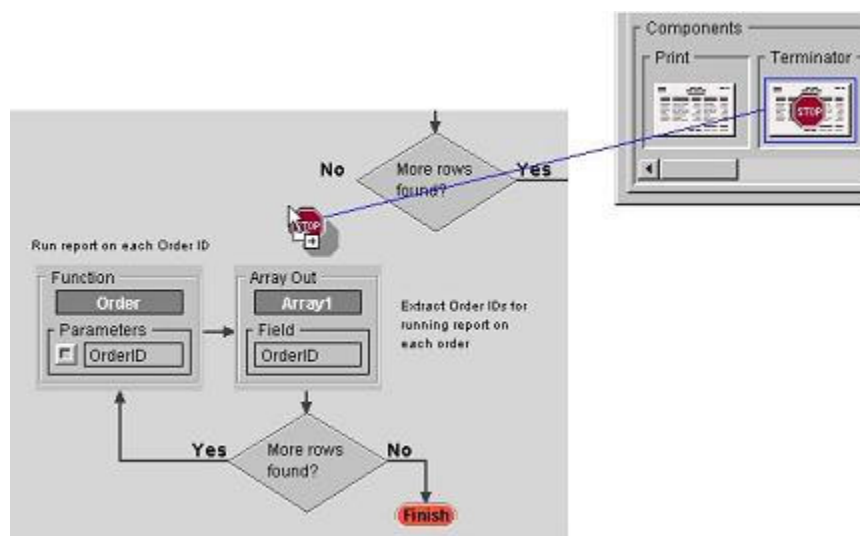 Components
Print
Terminator
STOP
No
More rows
found?
Yes
STOP
Run report on each Order ID
Function
Order
Parameters
OrderID
Array Out
Array1
Field
OrderID
Extract Order IDs for
running report on
each order
Yes
More rows
found?
No
Finish